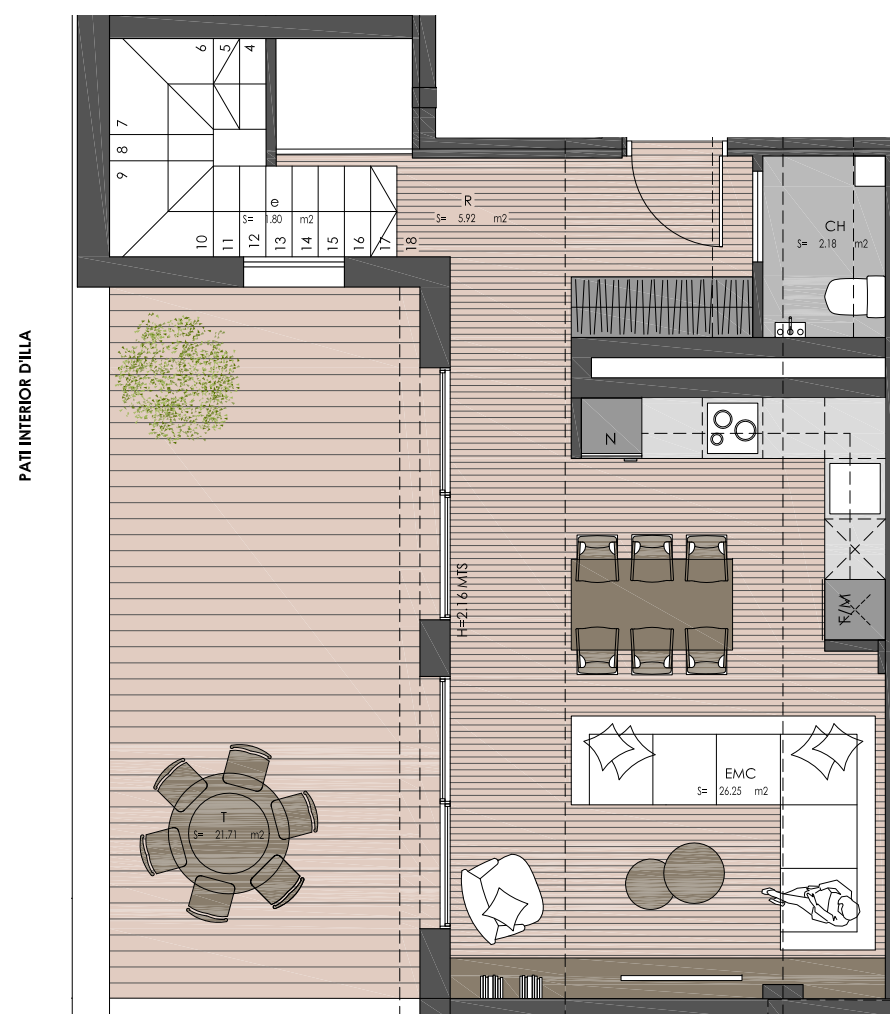 6
5
4
7
8
9
10
11
12
13
14
15
16
17
18
e
S= 1.80 m2
R
S= 5.92 m2
CH
S= 2.18 m2
PATI INTERIOR D'ILLA
N
H=2.16 MTS
F/M
EMC
S= 26.25 m2
T
S= 21.71 m2